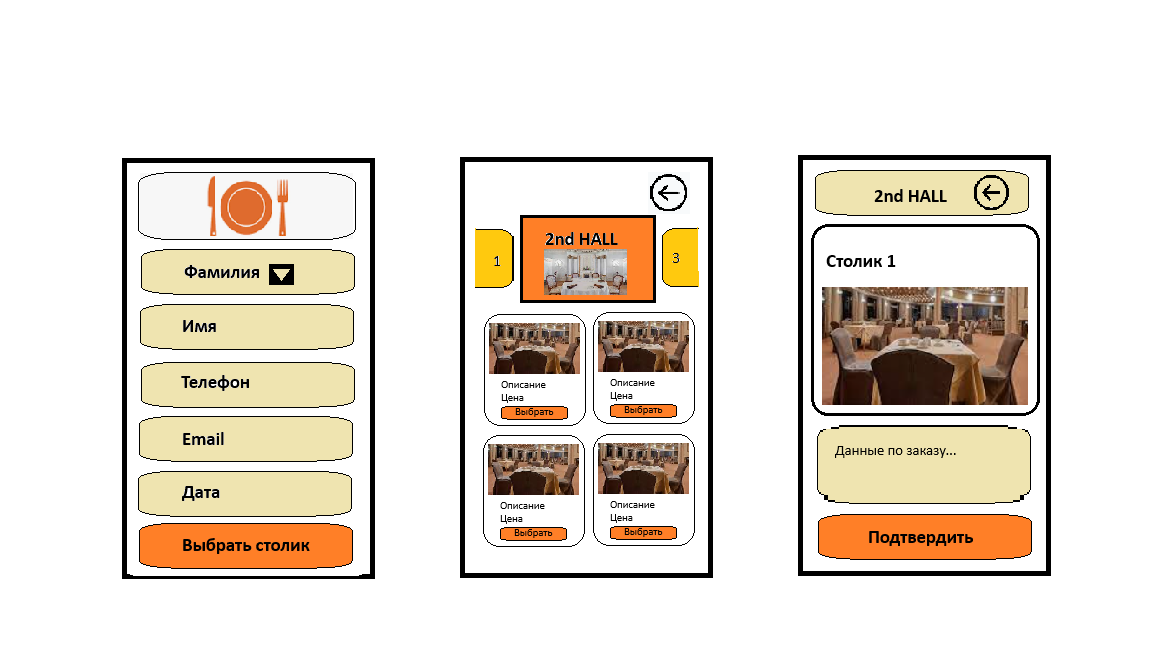 Фамилия
Имя
Телефон
Email
Дата
Выбрать столик
1
2nd HALL
3
Описание
Цена
Выбрать
Описание
Цена
Выбрать
Описание
Цена
Выбрать
Описание
Цена
Выбрать
2nd HALL
Столик 1
Данные по заказу...
Подтвердить